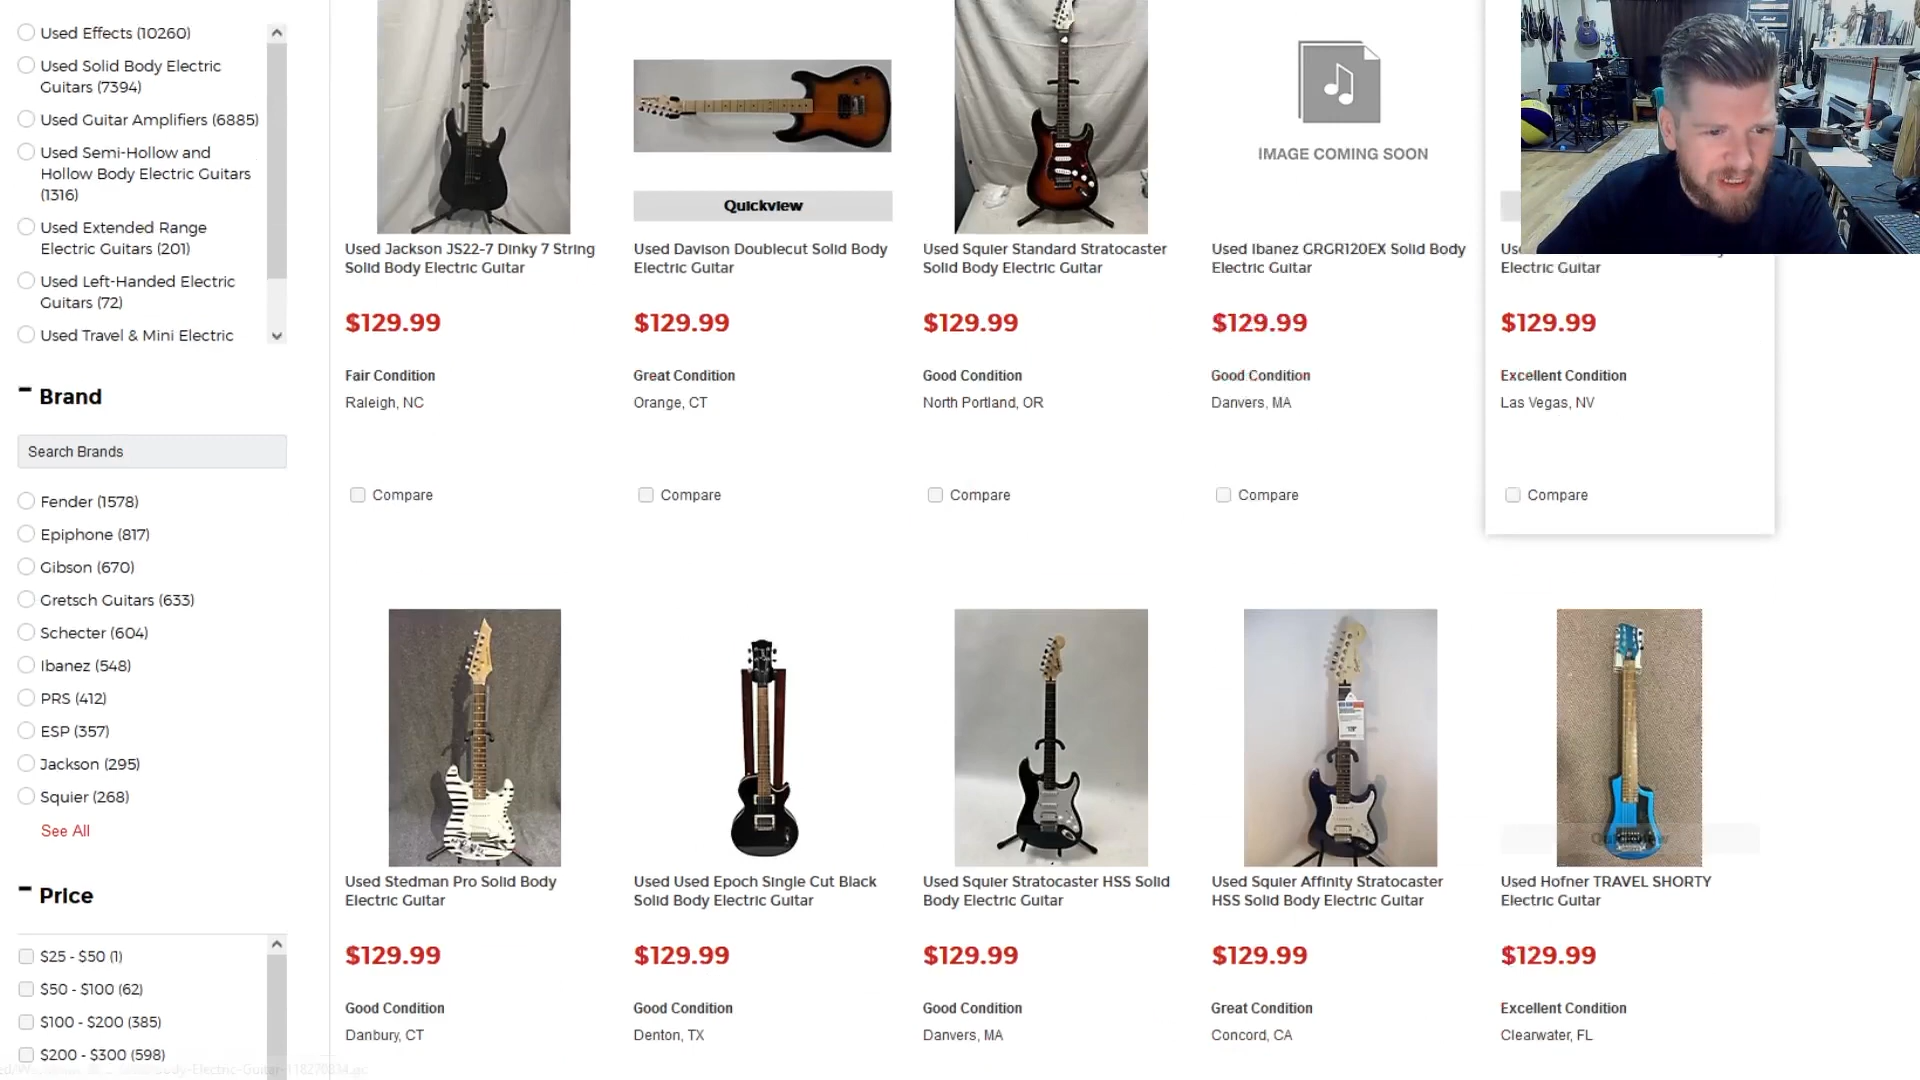 Used Effects (10260)
Used Solid Body Electric
Guitars (7394)
Used Guitar Amplifiers (6885)
Used Semi-Hollow and
Hollow Body Electric Guitars
(1316)
Used Extended Range
Electric Guitars (201)
Used Left-Handed Electric
Guitars (72)
Used Travel & Mini Electric
Brand
Search Brands
Fender (1578)
Epiphone (817)
Gibson (670)
Gretsch Guitars (633)
Schecter (604)
Ibanez (548)
PRS (412)
ESP (357)
Jackson (295)
Squier (268)
See All
Price
$25 - $50 (1)
$50 - $100 (62)
$100 - $200 (385)
$200 - $300 (598)
Used Jackson JS22-7 Dinky 7 String
Solid Body Electric Guitar
$129.99
Fair Condition
Raleigh, NC
Compare
Quickview
Used Davison Doublecut Solid Body
Electric Guitar
$129.99
Great Condition
Orange, CT
Compare
Used Squier Standard Stratocaster
Solid Body Electric Guitar
$129.99
Good Condition
North Portland, OR
Compare
IMAGE COMING SOON
Used Ibanez GRGR120EX Solid Body
Electric Guitar
$129.99
Good Condition
Danvers, MA
Compare
Electric Guitar
$129.99
Excellent Condition
Las Vegas, NV
Compare
Used Stedman Pro Solid Body
Electric Guitar
$129.99
Good Condition
Danbury, CT
Used Used Epoch Single Cut Black
Solid Body Electric Guitar
$129.99
Good Condition
Denton, TX
Used Squier Stratocaster HSS Solid
Body Electric Guitar
$129.99
Good Condition
Danvers, MA
Used Squier Affinity Stratocaster
HSS Solid Body Electric Guitar
$129.99
Great Condition
Concord, CA
Quickview
Used Hofner TRAVEL SHORTY
Electric Guitar
$129.99
Excellent Condition
Clearwater, FL